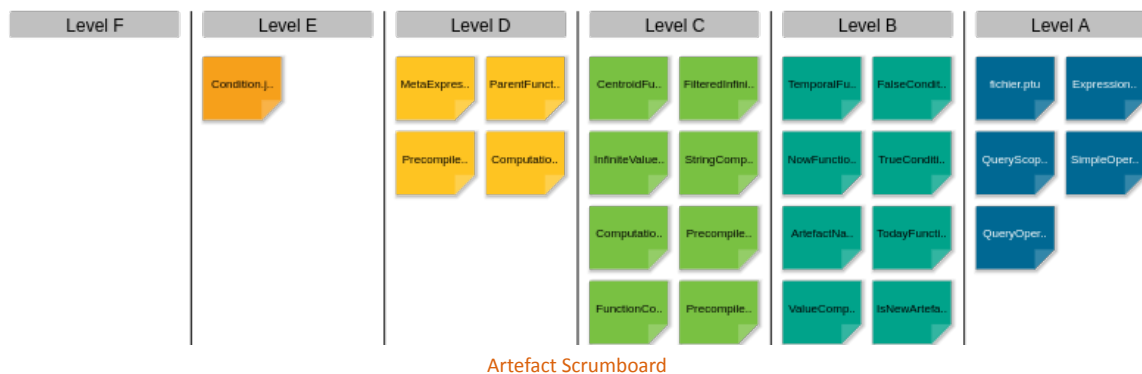 Level F Level E Level D Level C Level B Level A
Condition.j.. MetaExpres.. ParentFunct.. CentroidFu.. FilteredInfini.. TemporalFu.. FalseCondit.. fichier.ptu Expression..
Precompile.. Computatio.. InfiniteValue.. StringComp.. NowFunctio.. TrueConditi.. QueryScop.. SimpleOper..
Computatio.. Precompile.. ArtefactNa.. TodayFuncti.. QueryOper..
FunctionCo.. Precompile.. ValueComp.. IsNewArtefa..
Artefact Scrumboard